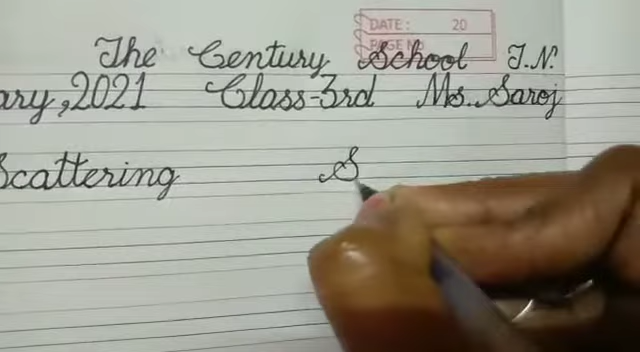 DATE: 20
PAGE No
The Century School J.N.
ary,2021 Class-3rd Ms. Saroj
Scattering S